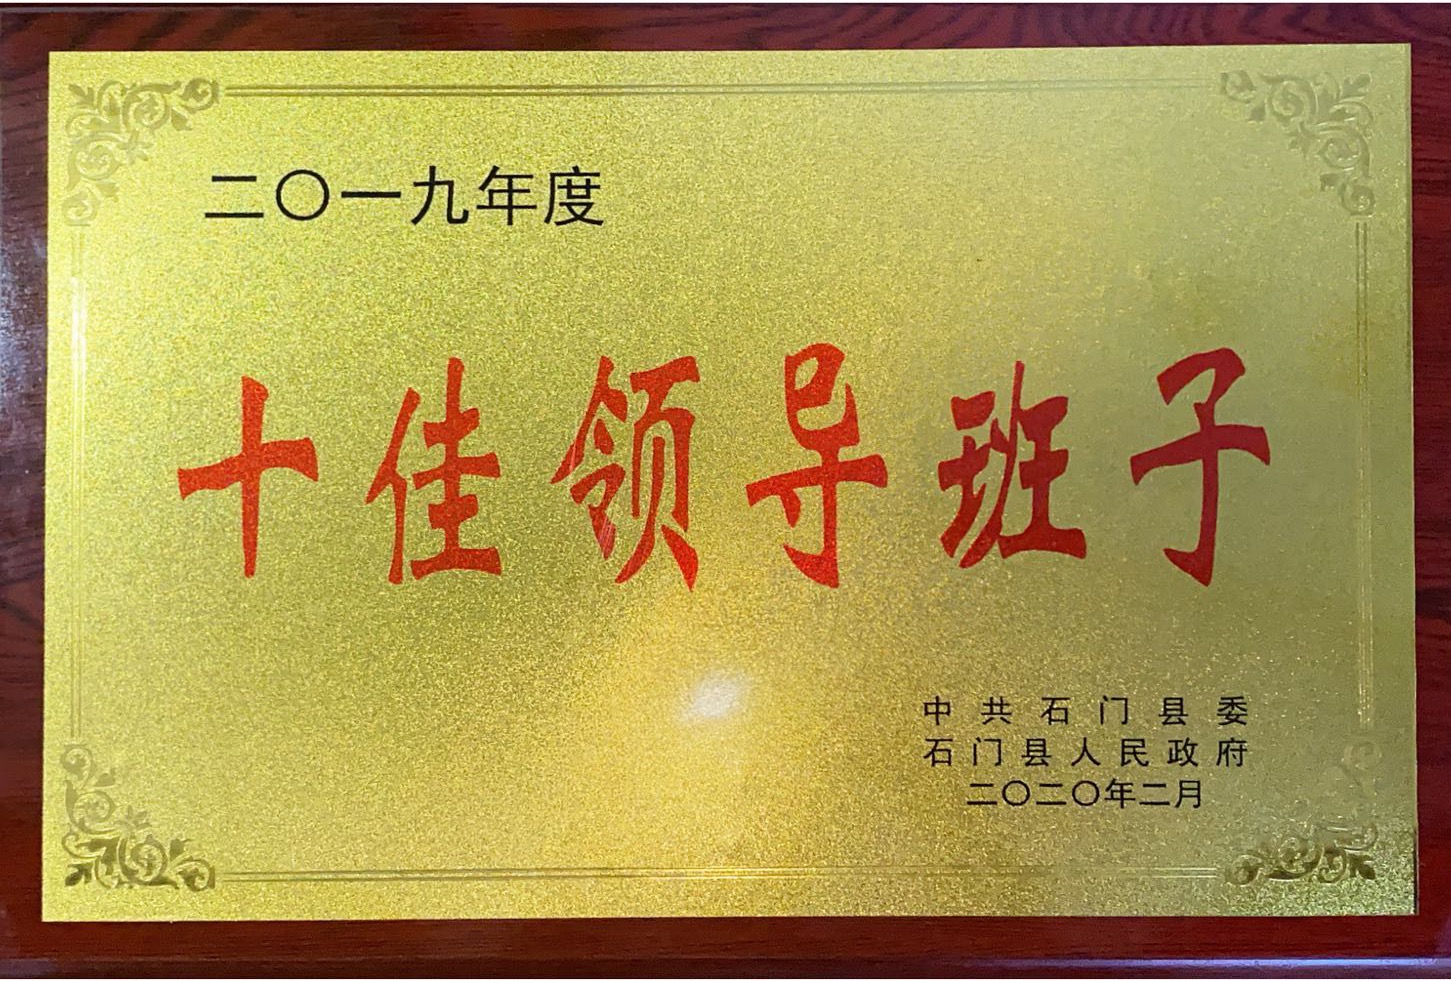 二〇一九年度
十佳领导班子
中共石门县委
石门县人民政府
二〇二〇年二月